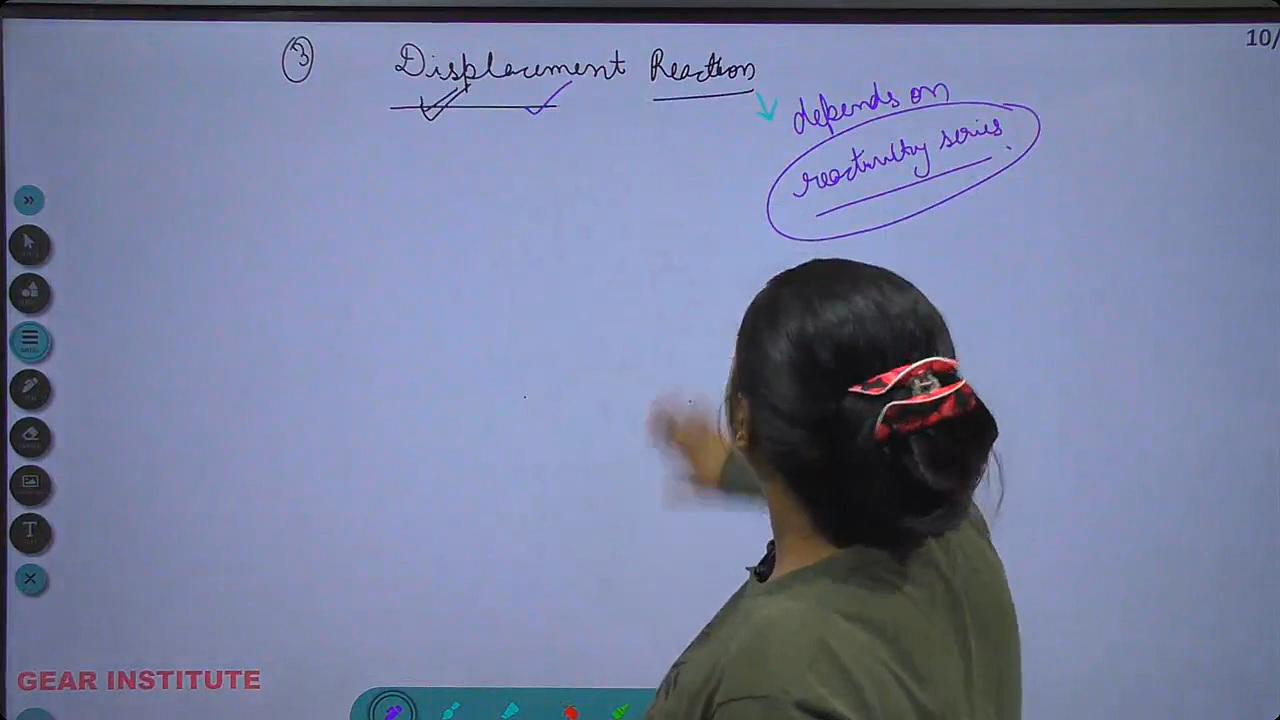 10/
③ Displacement Reaction
depends on
reactivity series
GEAR INSTITUTE